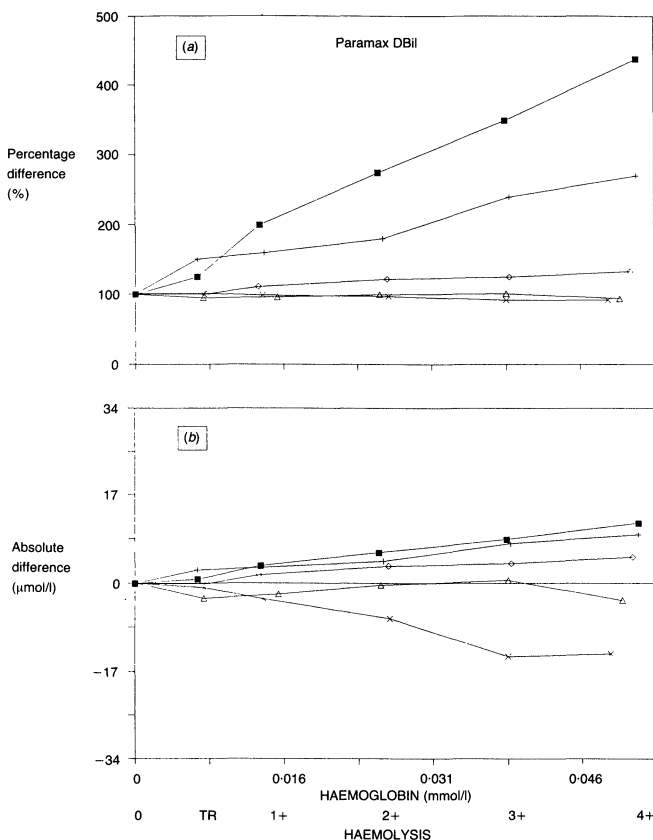 500
(a)
Paramax DBil
400
Percentage
difference
(%)
300
200
100
0
34
(b)
17
Absolute
difference
(μmol/l)
0
−17
−34
0
0·016
0·031
0·046
HAEMOGLOBIN (mmol/l)
0
TR
1+
2+
3+
4+
HAEMOLYSIS